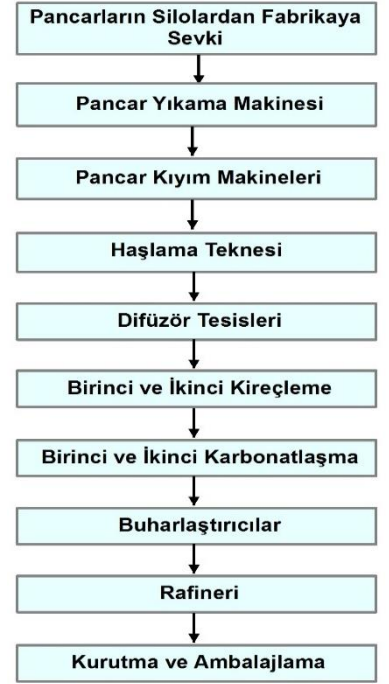 Pancarların Silolardan Fabrikaya
Sevki
Pancar Yıkama Makinesi
Pancar Kıyım Makineleri
Haşlama Teknesi
Difüzör Tesisleri
Birinci ve İkinci Kireçleme
Birinci ve İkinci Karbonatlaşma
Buharlaştırıcılar
Rafineri
Kurutma ve Ambalajlama